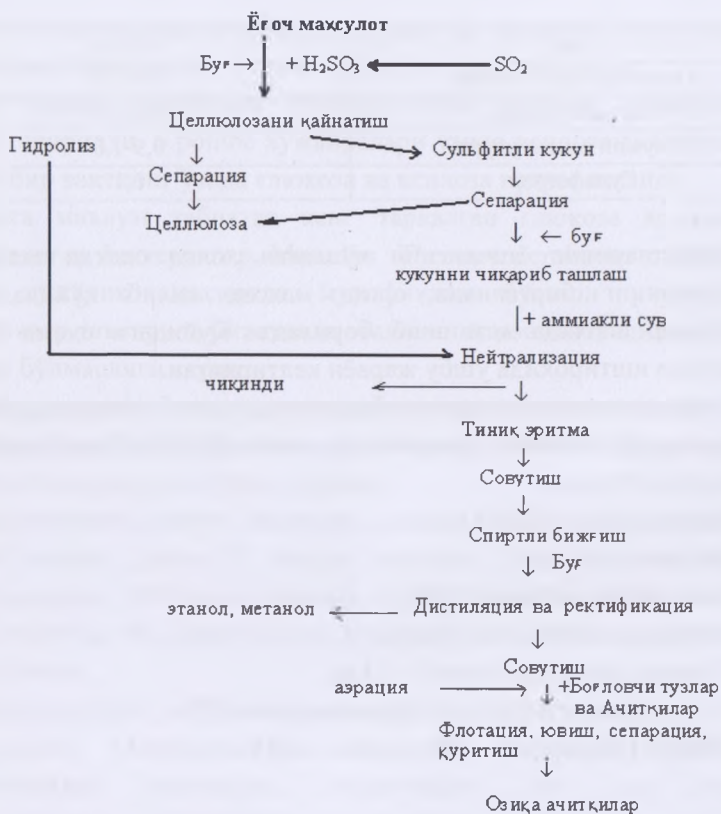 Ёғоч маҳсулот
Буғ → + H₂SO₃ SO₂
Целлюлозани қайнатиш
Гидролиз
Сульфит кукуни
Сепарация
Сепарация
Целлюлоза
буғ
кукунни чиқариб ташлаш
+ аммиакли сув
Нейтрализация
чиқинди
Тиниқ эритма
Совутиш
Спиртли бижғиш
Буғ
этанол, метанол
Дистиляция ва ректификация
Совутиш
аэрация
+Боғловчи тузлар
ва Ачитқилар
Флотация, ювиш, сепарация,
қуритиш
Озиқа ачитқилар